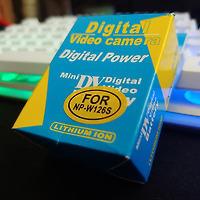 Digital
Video camera
Digital Power
Mini DV Digital
Video
FOR
NP-W126S
LITHIUM ION